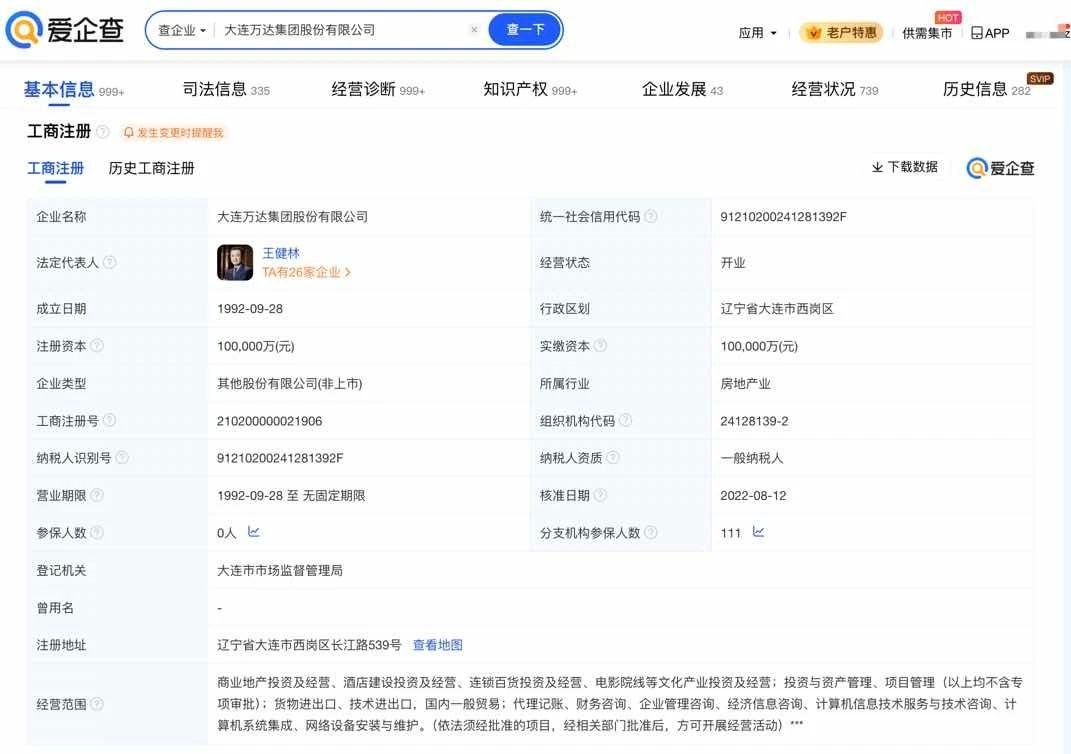 爱企查 查企业 大连万达集团股份有限公司 × 查一下 应用 老户特惠 供需集市 HOT APP
基本信息 999+ 司法信息 335 经营诊断 999+ 知识产权 999+ 企业发展 43 经营状况 739 历史信息 282 SVIP
工商注册 ? 发生变更时提醒我
工商注册 历史工商注册 下载数据 爱企查
企业名称 大连万达集团股份有限公司 统一社会信用代码 ? 91210200241281392F
法定代表人 ? 王健林 经营状态 开业
TA有26家企业 >
成立日期 1992-09-28 行政区划 辽宁省大连市西岗区
注册资本 ? 100,000万(元) 实缴资本 ? 100,000万(元)
企业类型 其他股份有限公司(非上市) 所属行业 房地产业
工商注册号 ? 210200000021906 组织机构代码 ? 24128139-2
纳税人识别号 ? 91210200241281392F 纳税人资质 ? 一般纳税人
营业期限 ? 1992-09-28 至 无固定期限 核准日期 ? 2022-08-12
参保人数 ? 0人 分支机构参保人数 ? 111
登记机关 大连市市场监督管理局
曾用名 -
注册地址 辽宁省大连市西岗区长江路539号 查看地图
经营范围 ? 商业地产投资及经营、酒店建设投资及经营、连锁百货投资及经营、电影院线等文化产业投资及经营；投资与资产管理、项目管理（以上均不含专
项审批）；货物进出口、技术进出口，国内一般贸易；代理记账、财务咨询、企业管理咨询、经济信息咨询、计算机信息技术服务与技术咨询、计
算机系统集成、网络设备安装与维护。（依法须经批准的项目，经相关部门批准后，方可开展经营活动）***